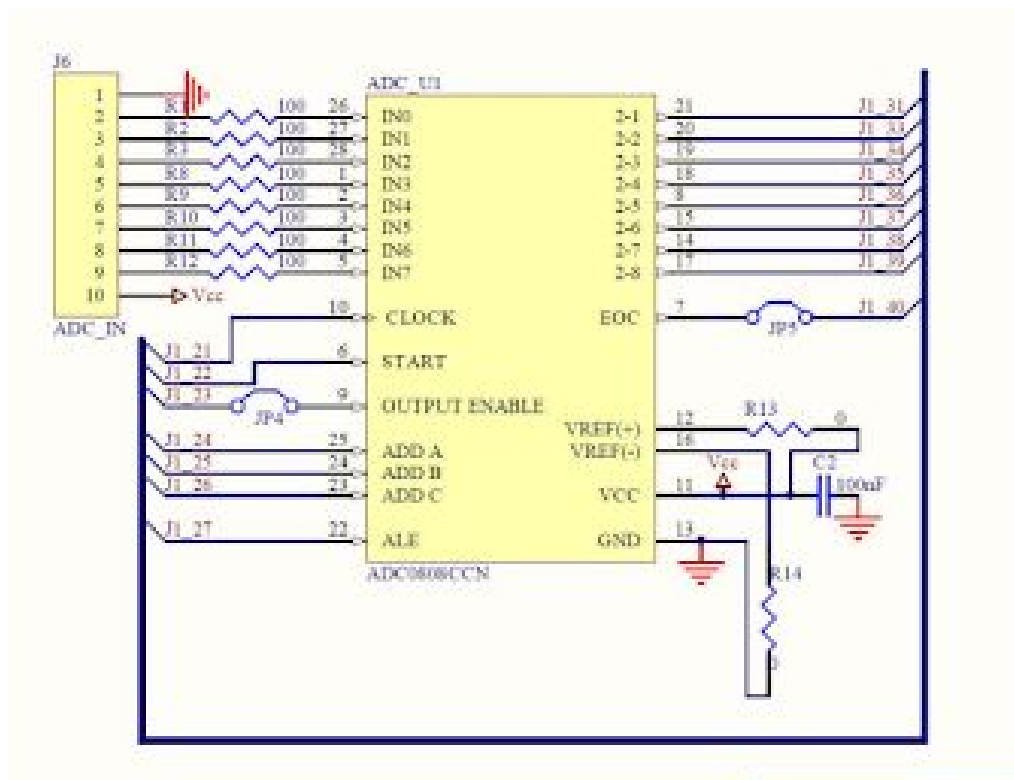 J6
ADC_U1
1
2 R1 100 26 IN0 2-1 21 J1_31
3 R2 100 27 IN1 2-2 20 J1_33
4 R3 100 28 IN2 2-3 19 J1_34
5 R8 100 1 IN3 2-4 18 J1_35
6 R9 100 2 IN4 2-5 8 J1_36
7 R10 100 3 IN5 2-6 15 J1_37
8 R11 100 4 IN6 2-7 14 J1_38
9 R12 100 5 IN7 2-8 17 J1_39
10 Vcc
ADC_IN
10 CLOCK EOC 7 JP5 J1_40
J1_21
J1_22 6 START
J1_23 JP4 9 OUTPUT ENABLE
VREF(+) 12 R13 0
J1_24 25 ADD A VREF(-) 16
J1_25 24 ADD B Vcc C2
J1_26 23 ADD C VCC 11 100nF
J1_27 22 ALE GND 13
ADC0808CCN R14